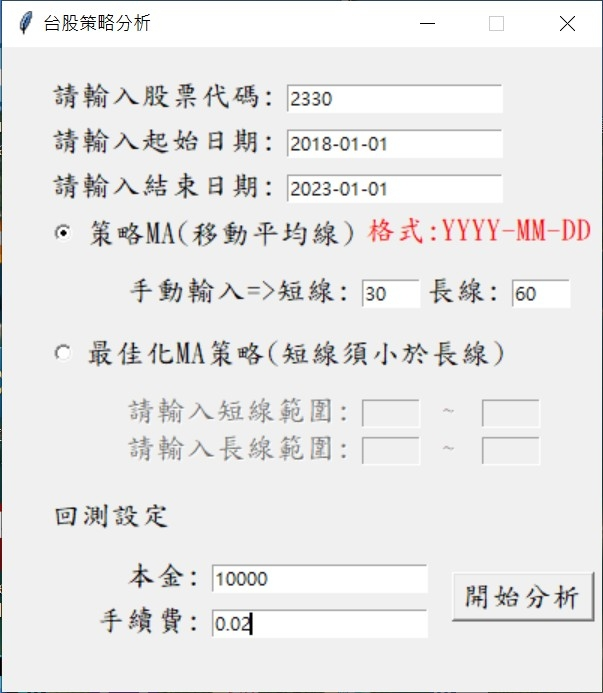 台股策略分析
請輸入股票代碼: 2330
請輸入起始日期: 2018-01-01
請輸入結束日期: 2023-01-01
策略MA(移動平均線) 格式:YYYY-MM-DD
手動輸入=>短線: 30 長線: 60
最佳化MA策略(短線須小於長線)
請輸入短線範圍: ~
請輸入長線範圍: ~
回測設定
本金: 10000
開始分析
手續費: 0.02